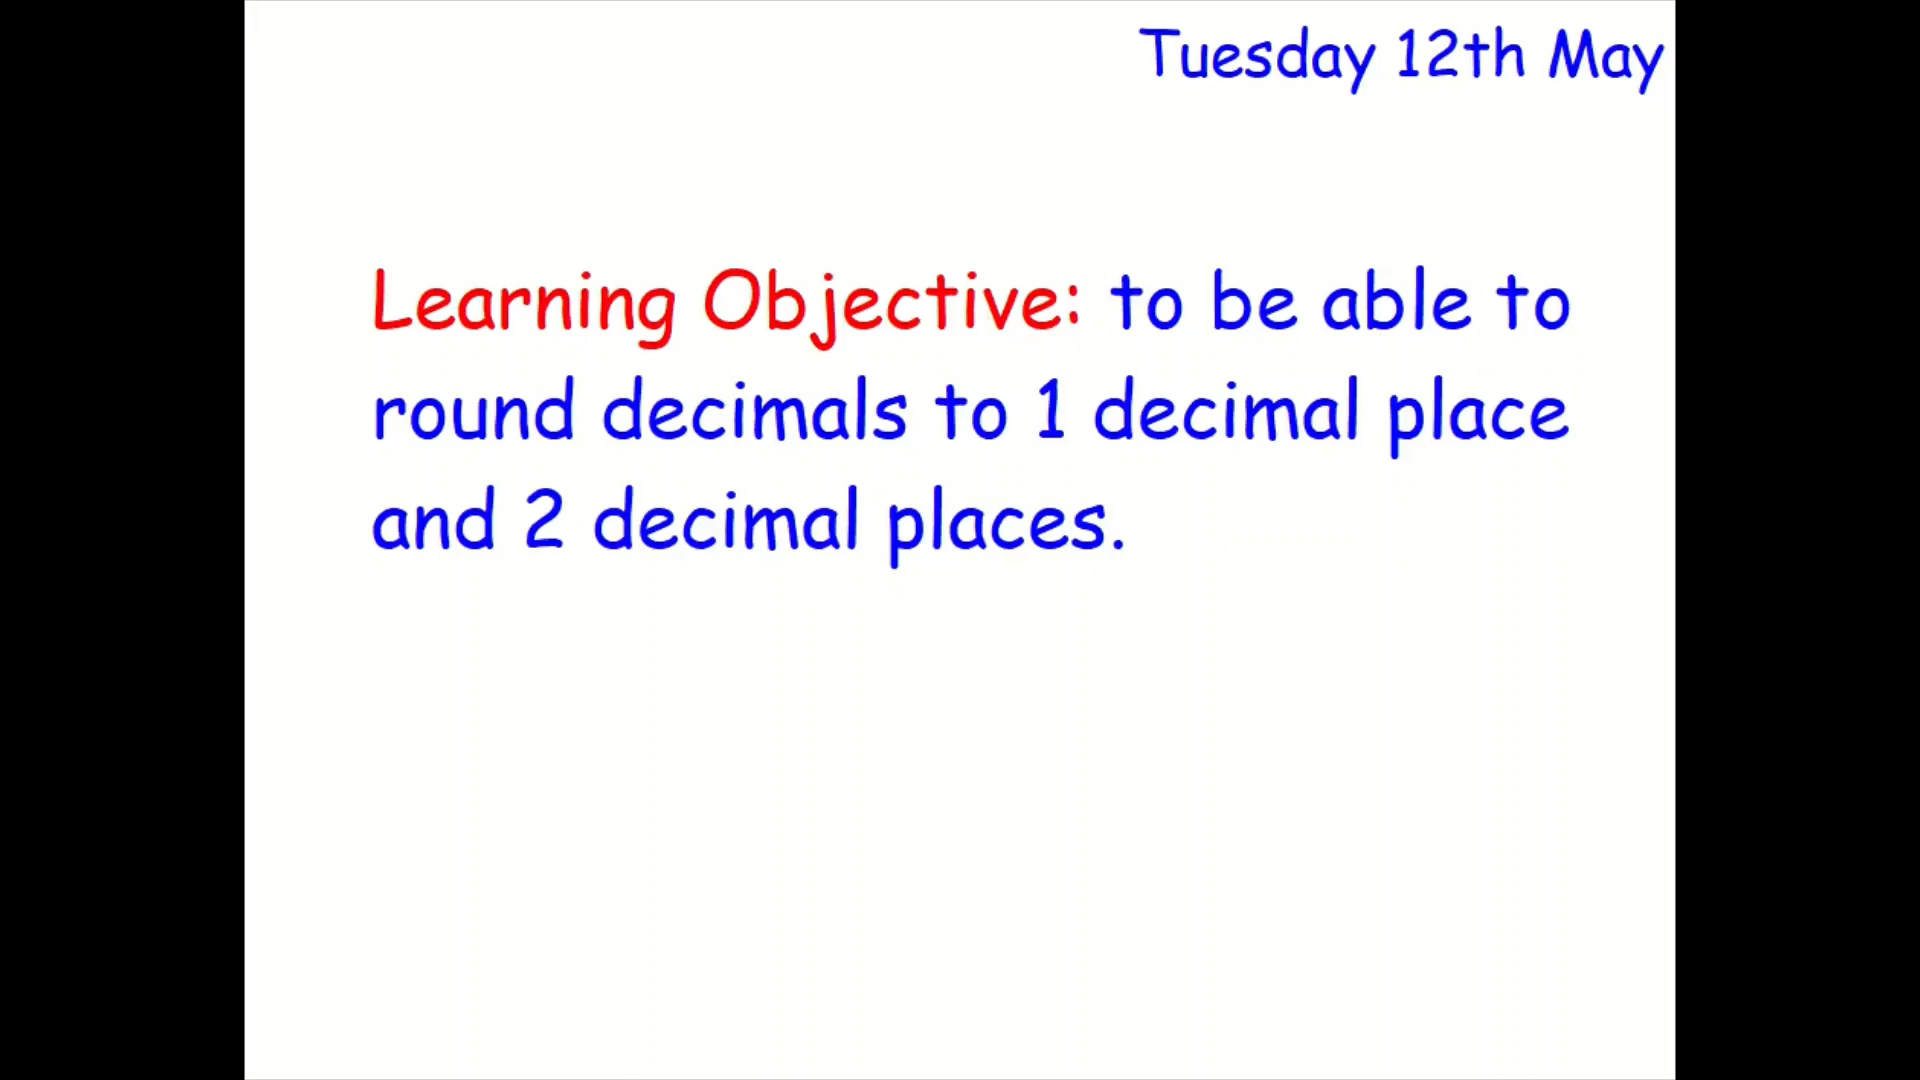 Tuesday 12th May
Learning Objective: to be able to
round decimals to 1 decimal place
and 2 decimal places.